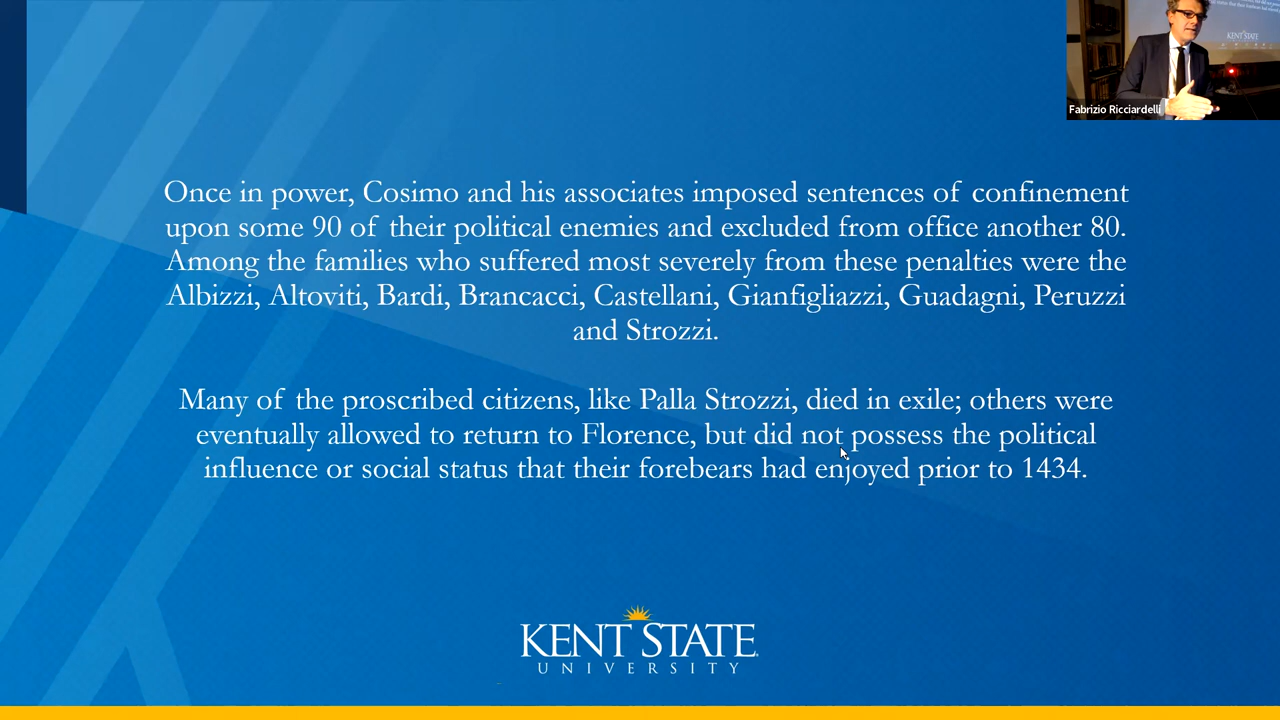 Fabrizio Ricciardelli
Once in power, Cosimo and his associates imposed sentences of confinement
upon some 90 of their political enemies and excluded from office another 80.
Among the families who suffered most severely from these penalties were the
Albizzi, Altoviti, Bardi, Brancacci, Castellani, Gianfigliazzi, Guadagni, Peruzzi
and Strozzi.
Many of the proscribed citizens, like Palla Strozzi, died in exile; others were
eventually allowed to return to Florence, but did not possess the political
influence or social status that their forebears had enjoyed prior to 1434.
KENT STATE
UNIVERSITY